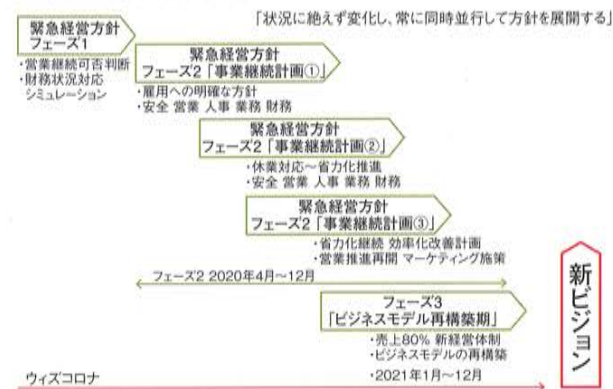 「状況に絶えず変化し、常に同時並行して方針を展開する」
緊急経営方針
フェーズ1
・営業継続可否判断
・財務状況対応
シミュレーション
緊急経営方針
フェーズ2「事業継続計画①」
・雇用への明確な方針
・安全 営業 人事 業務 財務
緊急経営方針
フェーズ2「事業継続計画②」
・休業対応~省力化推進
・安全 営業 人事 業務 財務
緊急経営方針
フェーズ2「事業継続計画③」
・省力化継続 効率化改善計画
・営業推進再開 マーケティング施策
フェーズ2 2020年4月~12月
フェーズ3
「ビジネスモデル再構築期」
・売上80% 新経営体制
・ビジネスモデルの再構築
・2021年1月~12月
ウィズコロナ
新ビジョン